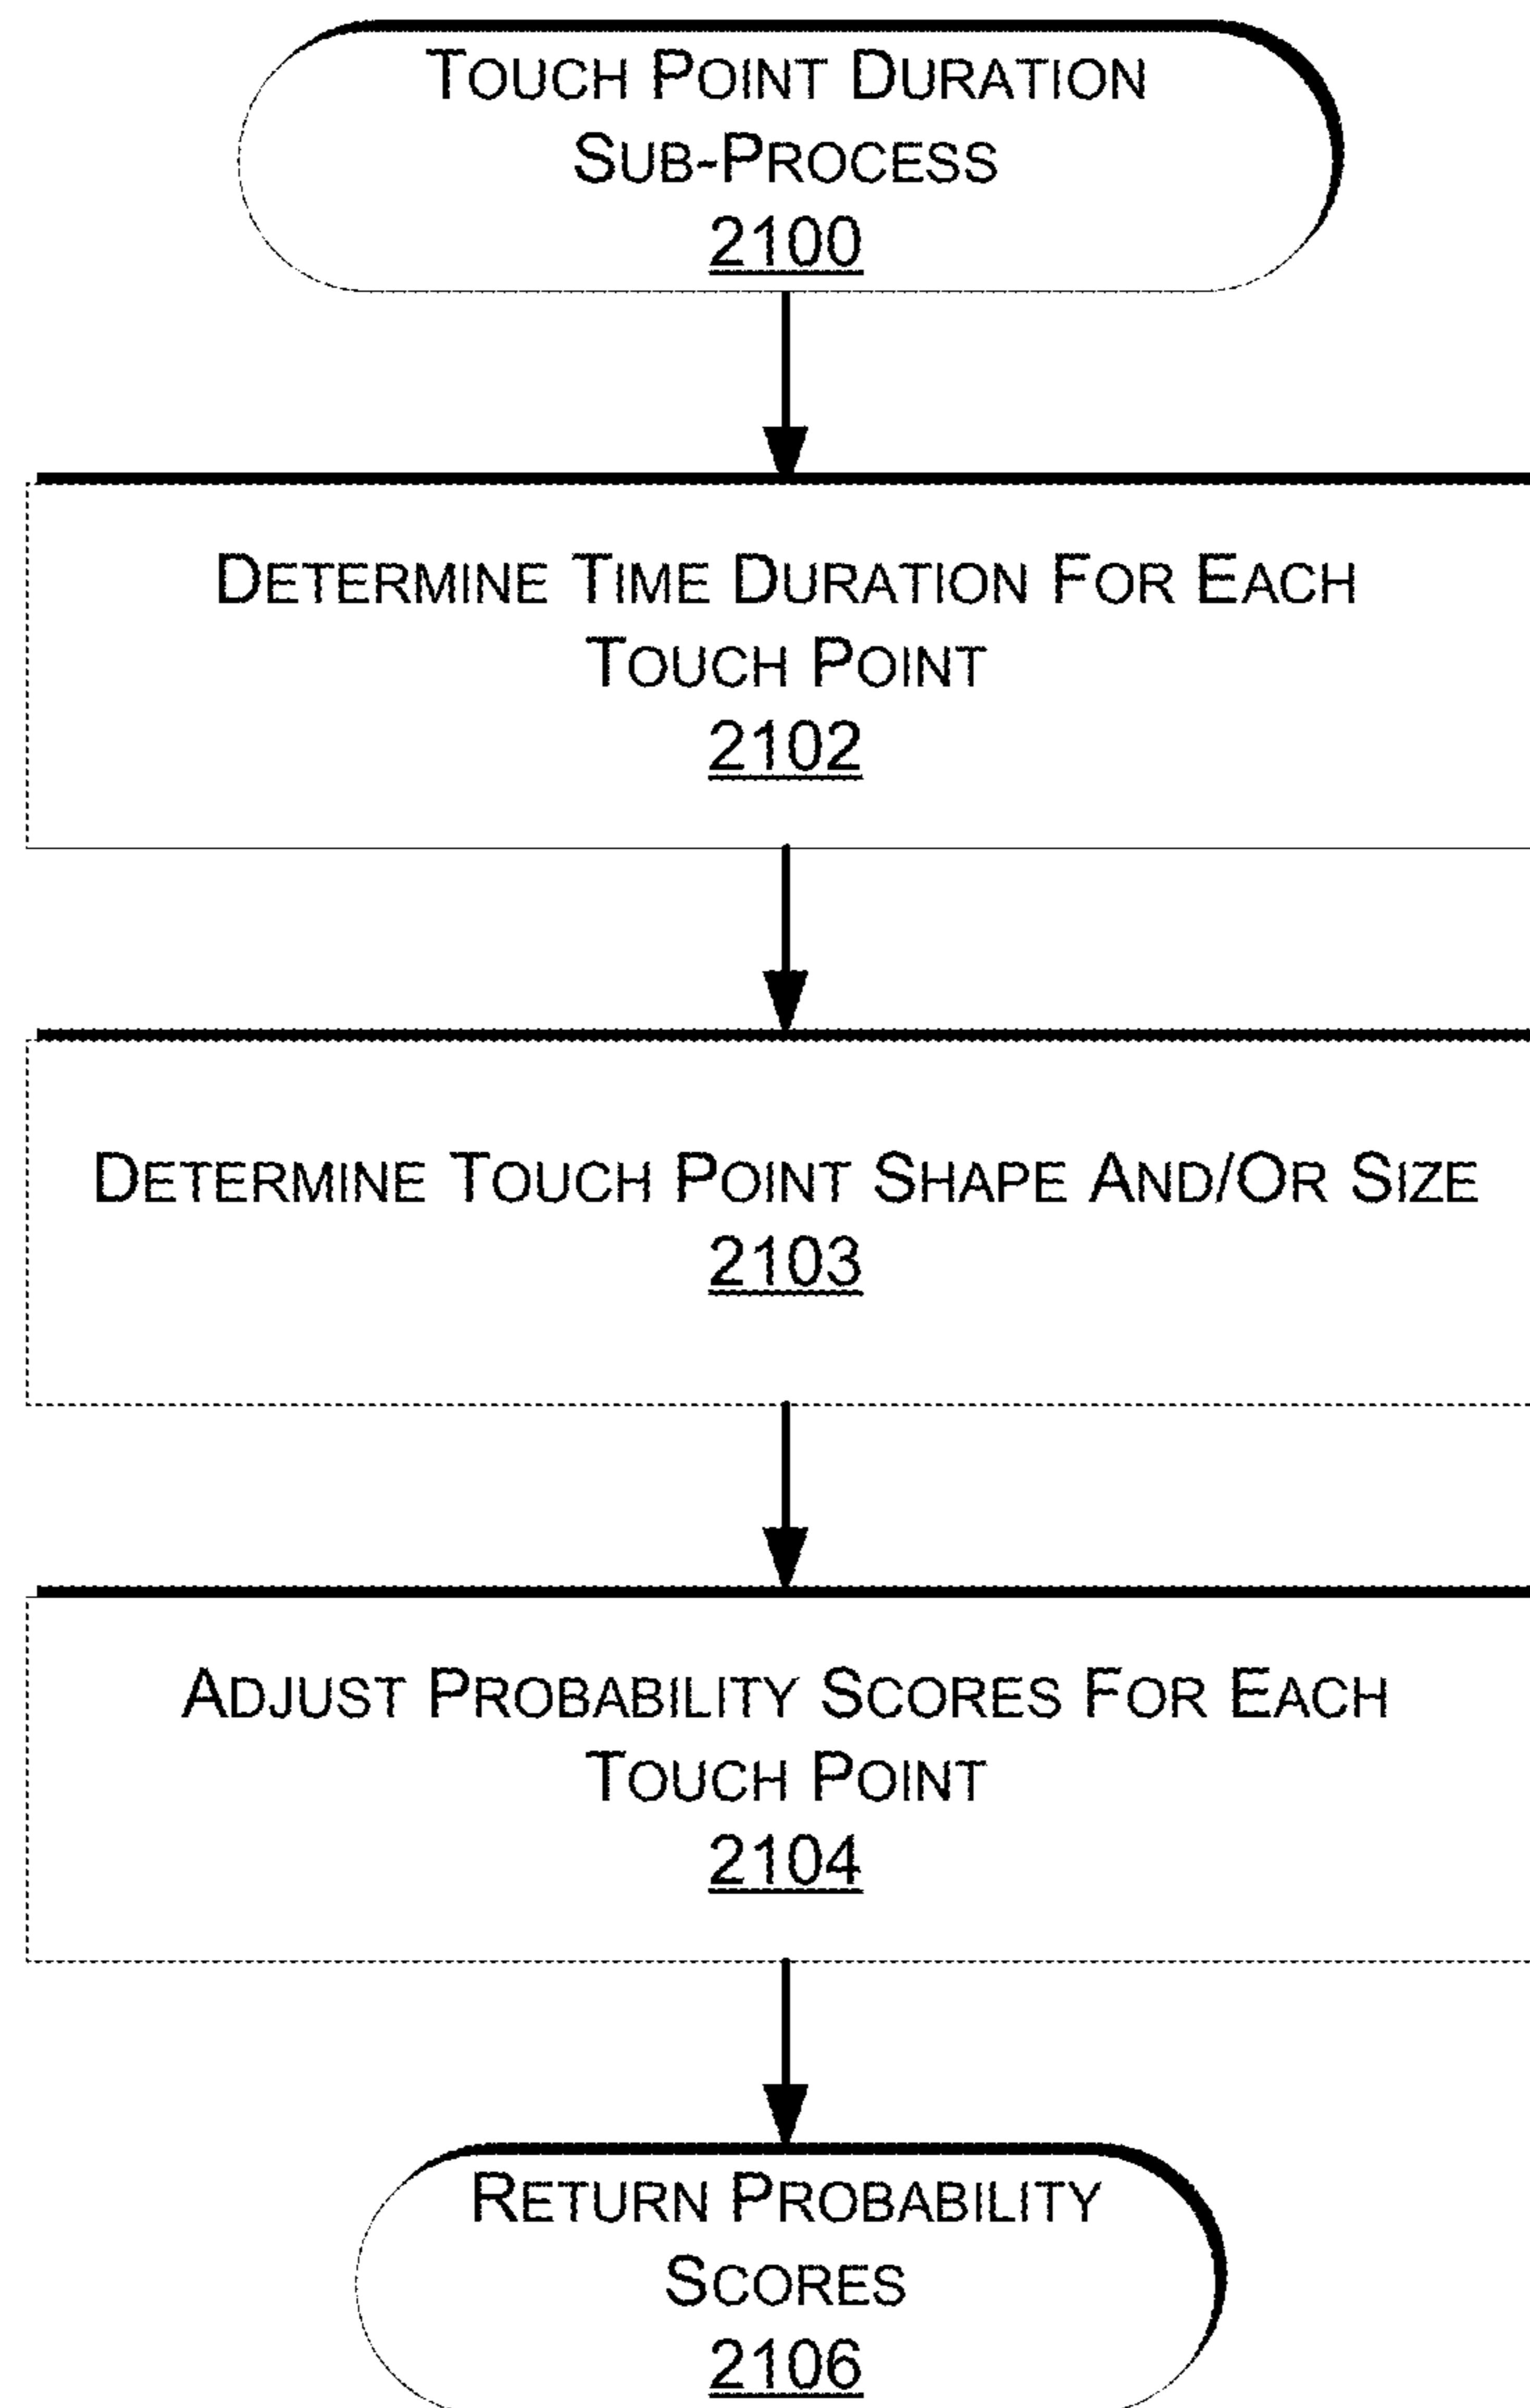 TOUCH POINT DURATION
SUB-PROCESS
2100
DETERMINE TIME DURATION FOR EACH
TOUCH POINT
2102
DETERMINE TOUCH POINT SHAPE AND/OR SIZE
2103
ADJUST PROBABILITY SCORES FOR EACH
TOUCH POINT
2104
RETURN PROBABILITY
SCORES
2106